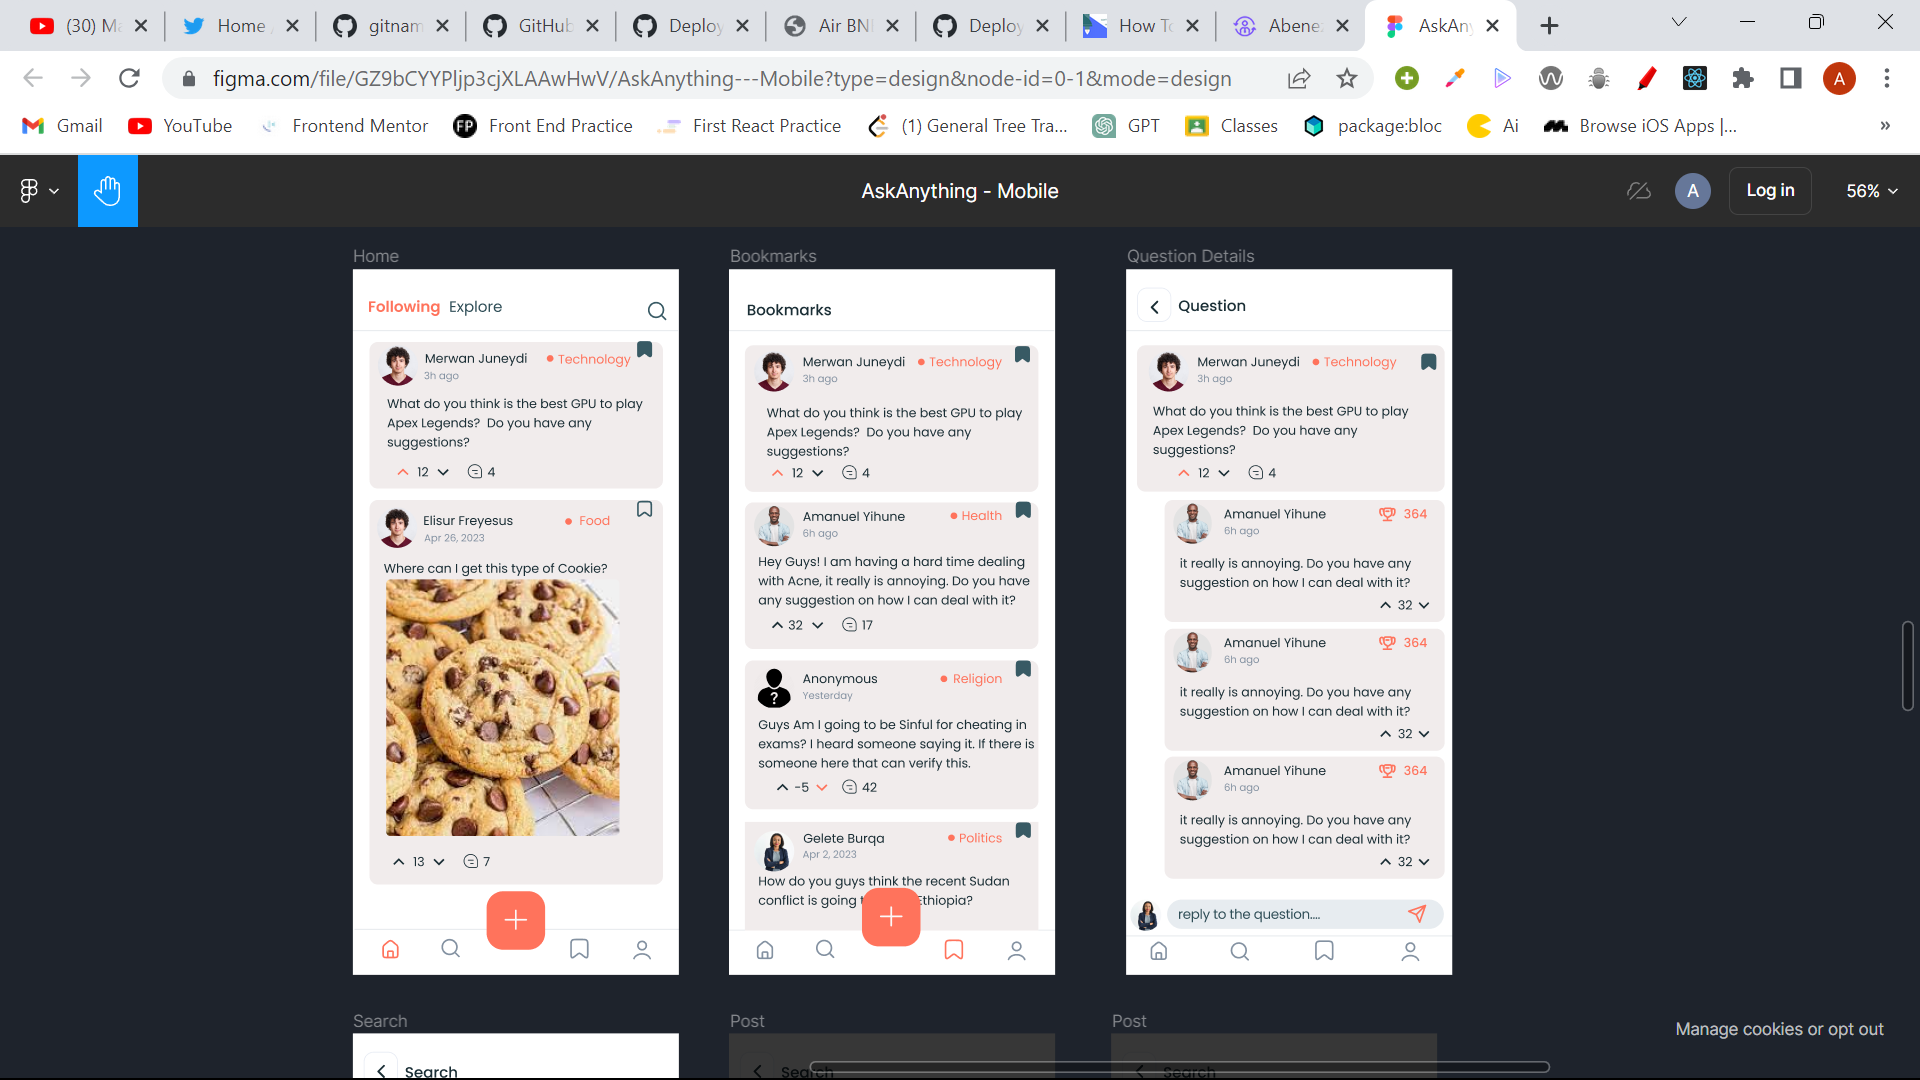 (30) M
Home
gitnam
GitHub
Deploy
Air BN
Deploy
How To
Abene
AskAny
figma.com/file/GZ9bCYYPljp3cjXLAAwHwV/AskAnything---Mobile?type=design&node-id=0-1&mode=design
A
Gmail
YouTube
Frontend Mentor
FP
Front End Practice
First React Practice
(1) General Tree Tra...
GPT
Classes
package:bloc
Ai
Browse iOS Apps |...
»
AskAnything - Mobile
A
Log in
56%
Home
Following Explore
Merwan Juneydi
Technology
3h ago
What do you think is the best GPU to play
Apex Legends? Do you have any
suggestions?
12
4
Elisur Freyesus
Food
Apr 26, 2023
Where can I get this type of Cookie?
13
7
Bookmarks
Bookmarks
Merwan Juneydi
Technology
3h ago
What do you think is the best GPU to play
Apex Legends? Do you have any
suggestions?
12
4
Amanuel Yihune
Health
6h ago
Hey Guys! I am having a hard time dealing
with Acne, it really is annoying. Do you have
any suggestion on how I can deal with it?
32
17
?
Anonymous
Religion
Yesterday
Guys Am I going to be Sinful for cheating in
exams? I heard someone saying it. If there is
someone here that can verify this.
-5
42
Gelete Burqa
Politics
Apr 2, 2023
How do you guys think the recent Sudan
conflict is going Ethiopia?
Question Details
Question
Merwan Juneydi
Technology
3h ago
What do you think is the best GPU to play
Apex Legends? Do you have any
suggestions?
12
4
Amanuel Yihune
364
6h ago
it really is annoying. Do you have any
suggestion on how I can deal with it?
32
Amanuel Yihune
364
6h ago
it really is annoying. Do you have any
suggestion on how I can deal with it?
32
Amanuel Yihune
364
6h ago
it really is annoying. Do you have any
suggestion on how I can deal with it?
32
reply to the question....
Search
Search
Post
Search
Post
Search
Manage cookies or opt out